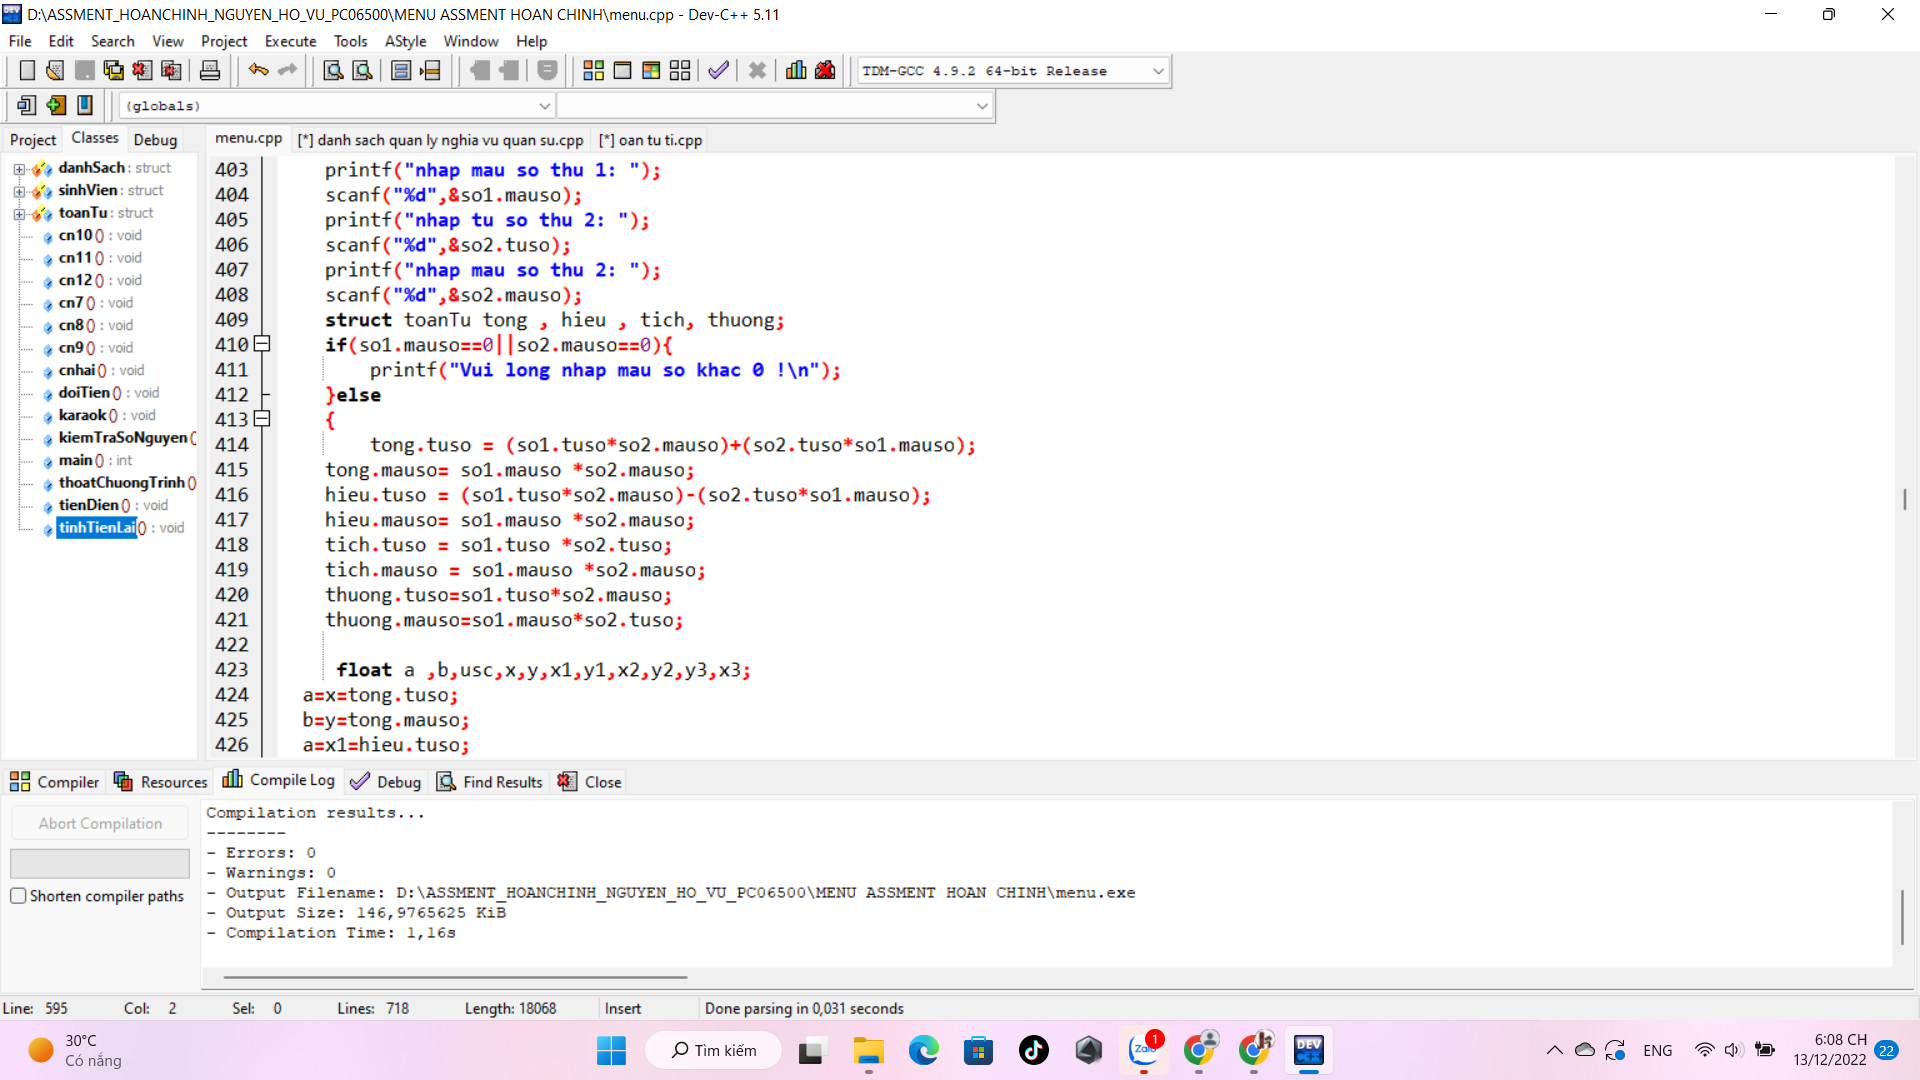 D:\ASSMENT_HOANCHINH_NGUYEN_HO_VU_PC06500\MENU ASSMENT HOAN CHINH\menu.cpp - Dev-C++ 5.11
File Edit Search View Project Execute Tools AStyle Window Help
TDM-GCC 4.9.2 64-bit Release
(globals)
Project Classes Debug
menu.cpp [*] danh sach quan ly nghia vu quan su.cpp [*] oan tu ti.cpp
danhSach : struct
sinhVien : struct
toanTu : struct
cn10 () : void
cn11 () : void
cn12 () : void
cn7 () : void
cn8 () : void
cn9 () : void
cnhai () : void
doiTien () : void
karaok () : void
kiemTraSoNguyen (
main () : int
thoatChuongTrinh ()
tienDien () : void
tinhTienLai () : void
403 printf("nhap mau so thu 1: ");
404 scanf("%d",&so1.mauso);
405 printf("nhap tu so thu 2: ");
406 scanf("%d",&so2.tuso);
407 printf("nhap mau so thu 2: ");
408 scanf("%d",&so2.mauso);
409 struct toanTu tong , hieu , tich, thuong;
410 if(so1.mauso==0||so2.mauso==0){
411 printf("Vui long nhap mau so khac 0 !\n");
412 }else
413 {
414 tong.tuso = (so1.tuso*so2.mauso)+(so2.tuso*so1.mauso);
415 tong.mauso= so1.mauso *so2.mauso;
416 hieu.tuso = (so1.tuso*so2.mauso)-(so2.tuso*so1.mauso);
417 hieu.mauso= so1.mauso *so2.mauso;
418 tich.tuso = so1.tuso *so2.tuso;
419 tich.mauso = so1.mauso *so2.mauso;
420 thuong.tuso=so1.tuso*so2.mauso;
421 thuong.mauso=so1.mauso*so2.tuso;
422
423 float a ,b,usc,x,y,x1,y1,x2,y2,y3,x3;
424 a=x=tong.tuso;
425 b=y=tong.mauso;
426 a=x1=hieu.tuso;
Compiler Resources Compile Log Debug Find Results Close
Abort Compilation
Shorten compiler paths
Compilation results...
--------
- Errors: 0
- Warnings: 0
- Output Filename: D:\ASSMENT_HOANCHINH_NGUYEN_HO_VU_PC06500\MENU ASSMENT HOAN CHINH\menu.exe
- Output Size: 146,9765625 KiB
- Compilation Time: 1,16s
Line: 595 Col: 2 Sel: 0 Lines: 718 Length: 18068 Insert Done parsing in 0,031 seconds
30°C
Có nắng
Tìm kiếm
Zalo
1
DEV
C++
ENG
6:08 CH
13/12/2022
22